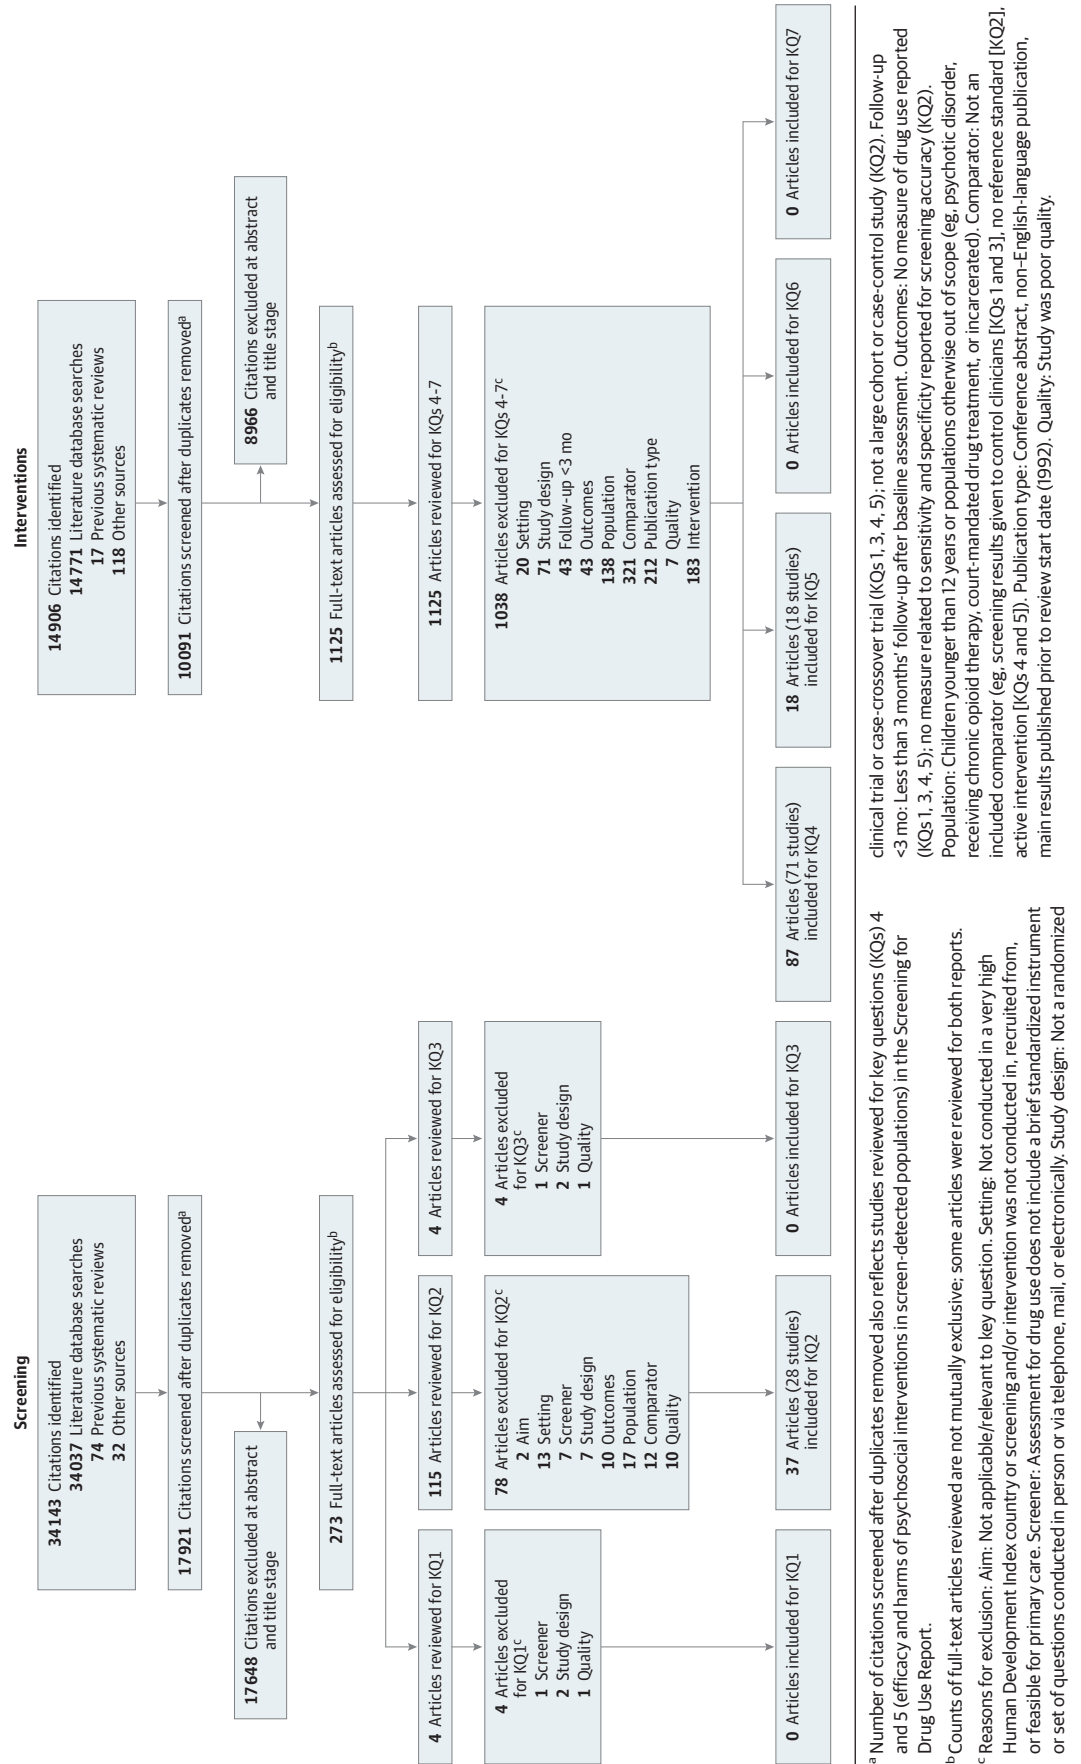 Screening
34143 Citations identified
34037 Literature database searches
74 Previous systematic reviews
32 Other sources
17921 Citations screened after duplicates removedᵃ
17648 Citations excluded at abstract
and title stage
273 Full-text articles assessed for eligibilityᵇ
4 Articles reviewed for KQ1
115 Articles reviewed for KQ2
4 Articles reviewed for KQ3
4 Articles excluded
for KQ1ᶜ
1 Screener
2 Study design
1 Quality
78 Articles excluded for KQ2ᶜ
2 Aim
13 Setting
7 Screener
7 Study design
10 Outcomes
17 Population
12 Comparator
10 Quality
4 Articles excluded
for KQ3ᶜ
1 Screener
2 Study design
1 Quality
0 Articles included for KQ1
37 Articles (28 studies)
included for KQ2
0 Articles included for KQ3
Interventions
14906 Citations identified
14771 Literature database searches
17 Previous systematic reviews
118 Other sources
10091 Citations screened after duplicates removedᵃ
8966 Citations excluded at abstract
and title stage
1125 Full-text articles assessed for eligibilityᵇ
1125 Articles reviewed for KQs 4-7
1038 Articles excluded for KQs 4-7ᶜ
20 Setting
71 Study design
43 Follow-up <3 mo
43 Outcomes
138 Population
321 Comparator
212 Publication type
7 Quality
183 Intervention
87 Articles (71 studies)
included for KQ4
18 Articles (18 studies)
included for KQ5
0 Articles included for KQ6
0 Articles included for KQ7
ᵃ Number of citations screened after duplicates removed also reflects studies reviewed for key questions (KQs) 4
and 5 (efficacy and harms of psychosocial interventions in screen-detected populations) in the Screening for
Drug Use Report.
ᵇ Counts of full-text articles reviewed are not mutually exclusive; some articles were reviewed for both reports.
ᶜ Reasons for exclusion: Aim: Not applicable/relevant to key question. Setting: Not conducted in a very high
Human Development Index country or screening and/or intervention was not conducted in, recruited from,
or feasible for primary care. Screener: Assessment for drug use does not include a brief standardized instrument
or set of questions conducted in person or via telephone, mail, or electronically. Study design: Not a randomized
clinical trial or case-crossover trial (KQs 1, 3, 4, 5); not a large cohort or case-control study (KQ2). Follow-up
<3 mo: Less than 3 months' follow-up after baseline assessment. Outcomes: No measure of drug use reported
(KQs 1, 3, 4, 5); no measure related to sensitivity and specificity reported for screening accuracy (KQ2).
Population: Children younger than 12 years or populations otherwise out of scope (eg, psychotic disorder,
receiving chronic opioid therapy, court-mandated drug treatment, or incarcerated). Comparator: Not an
included comparator (eg, screening results given to control clinicians [KQs 1 and 3], no reference standard [KQ2],
active intervention [KQs 4 and 5]). Publication type: Conference abstract, non–English-language publication,
main results published prior to review start date (1992). Quality: Study was poor quality.